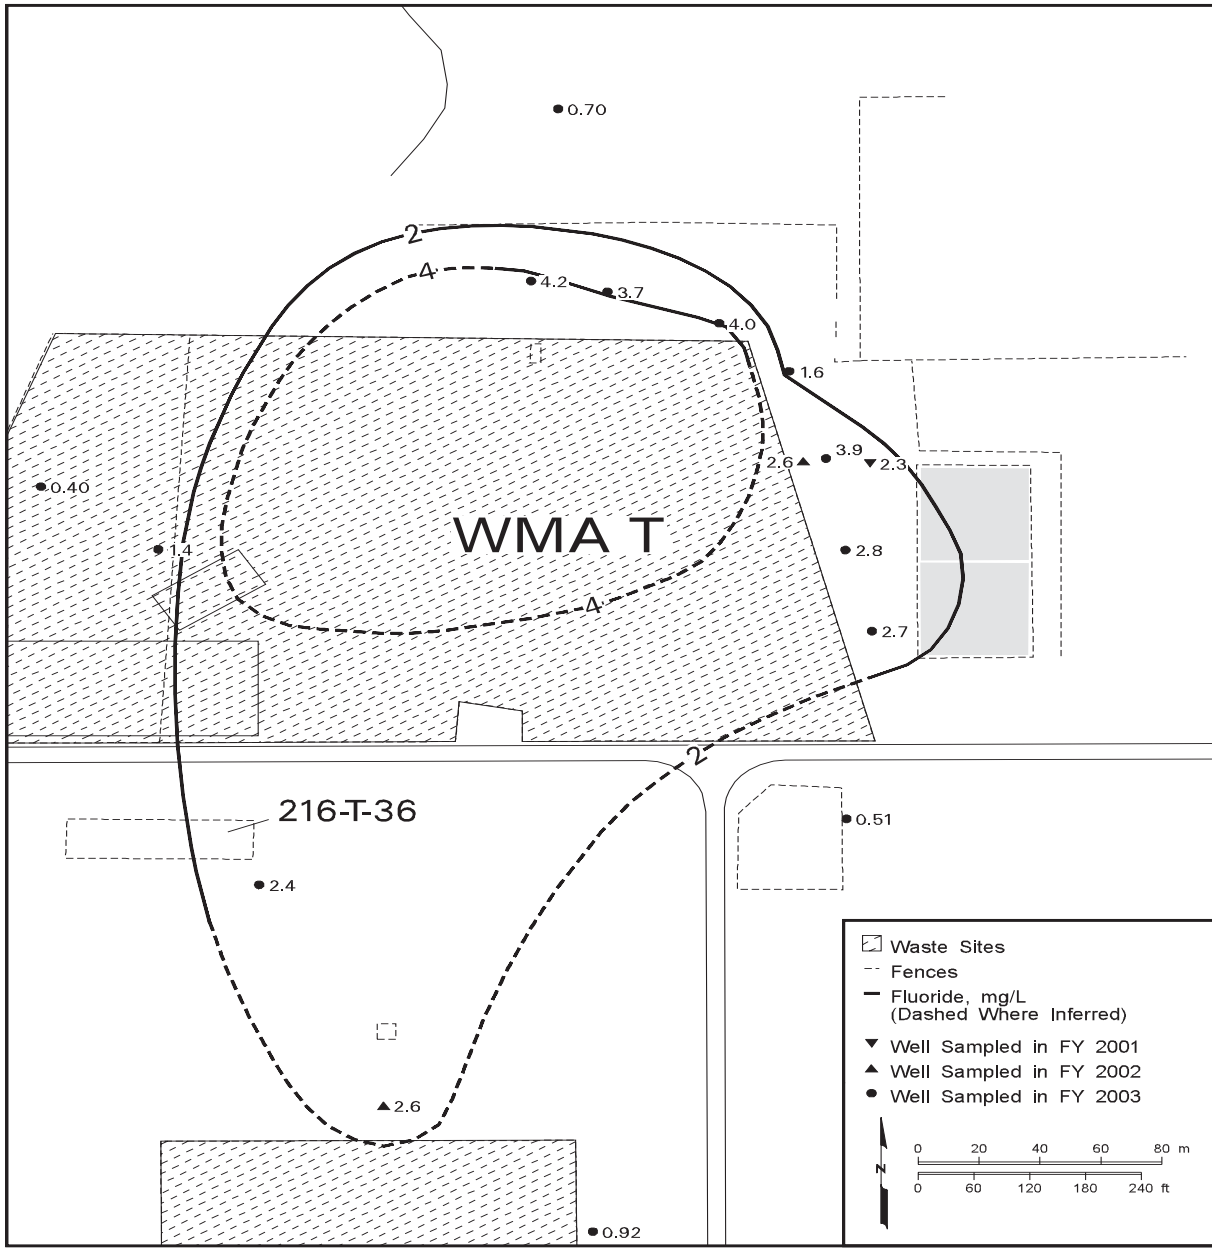 0.70
2
4
4.2
3.7
4.0
1.6
3.9
2.6
2.3
0.40
WMA T
1.4
2.8
4
2.7
2
216-T-36
0.51
2.4
2.6
0.92
Waste Sites
Fences
Fluoride, mg/L
(Dashed Where Inferred)
Well Sampled in FY 2001
Well Sampled in FY 2002
Well Sampled in FY 2003
N
0 20 40 60 80 m
0 60 120 180 240 ft